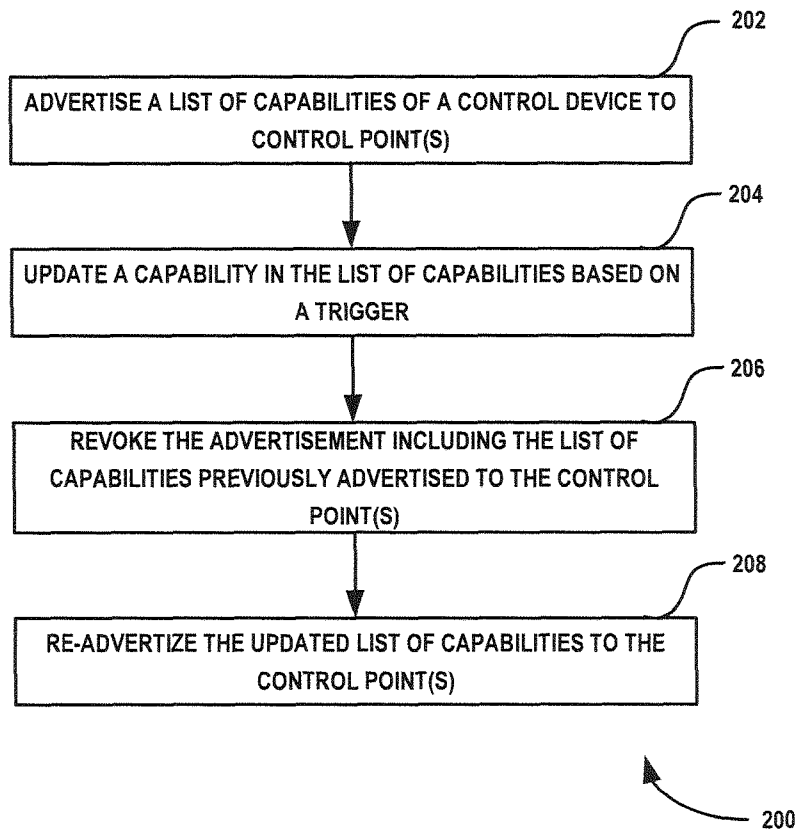 202
ADVERTISE A LIST OF CAPABILITIES OF A CONTROL DEVICE TO
CONTROL POINT(S)
204
UPDATE A CAPABILITY IN THE LIST OF CAPABILITIES BASED ON
A TRIGGER
206
REVOKE THE ADVERTISEMENT INCLUDING THE LIST OF
CAPABILITIES PREVIOUSLY ADVERTISED TO THE CONTROL
POINT(S)
208
RE-ADVERTIZE THE UPDATED LIST OF CAPABILITIES TO THE
CONTROL POINT(S)
200